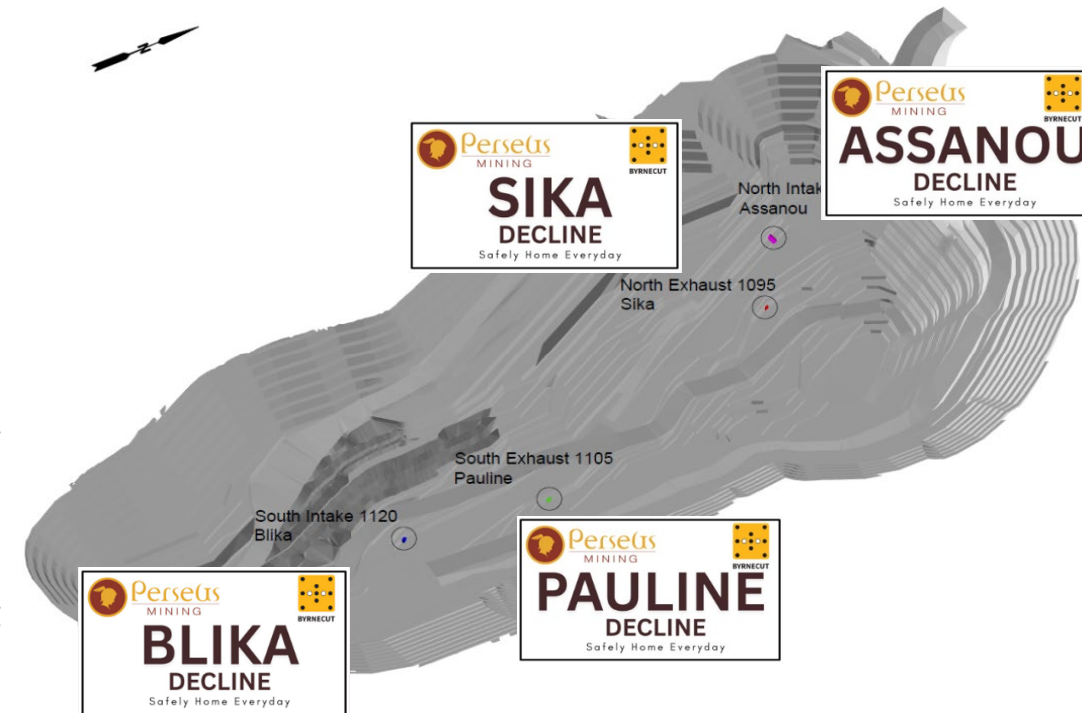 N
Perseus
MINING
BYRNECUT
ASSANOU
DECLINE
Safely Home Everyday
Perseus
MINING
BYRNECUT
SIKA
DECLINE
Safely Home Everyday
North Intak
Assanou
North Exhaust 1095
Sika
South Exhaust 1105
Pauline
South Intake 1120
Blika
Perseus
MINING
BYRNECUT
PAULINE
DECLINE
Safely Home Everyday
Perseus
MINING
BYRNECUT
BLIKA
DECLINE
Safely Home Everyday